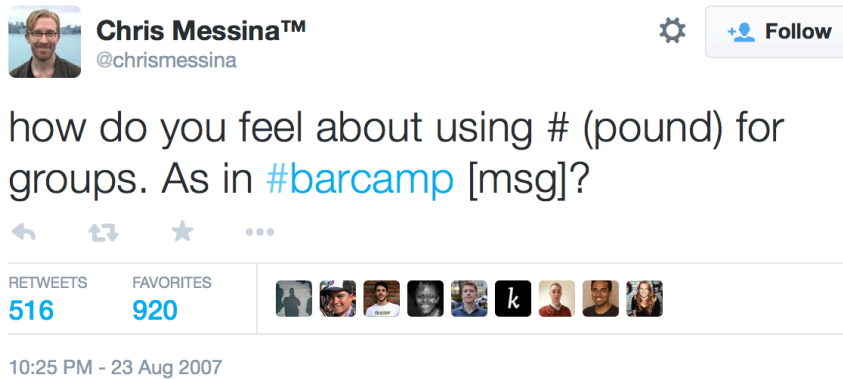 Chris Messina™
@chrismessina
Follow
how do you feel about using # (pound) for
groups. As in #barcamp [msg]?
RETWEETS FAVORITES
516 920
k
10:25 PM - 23 Aug 2007